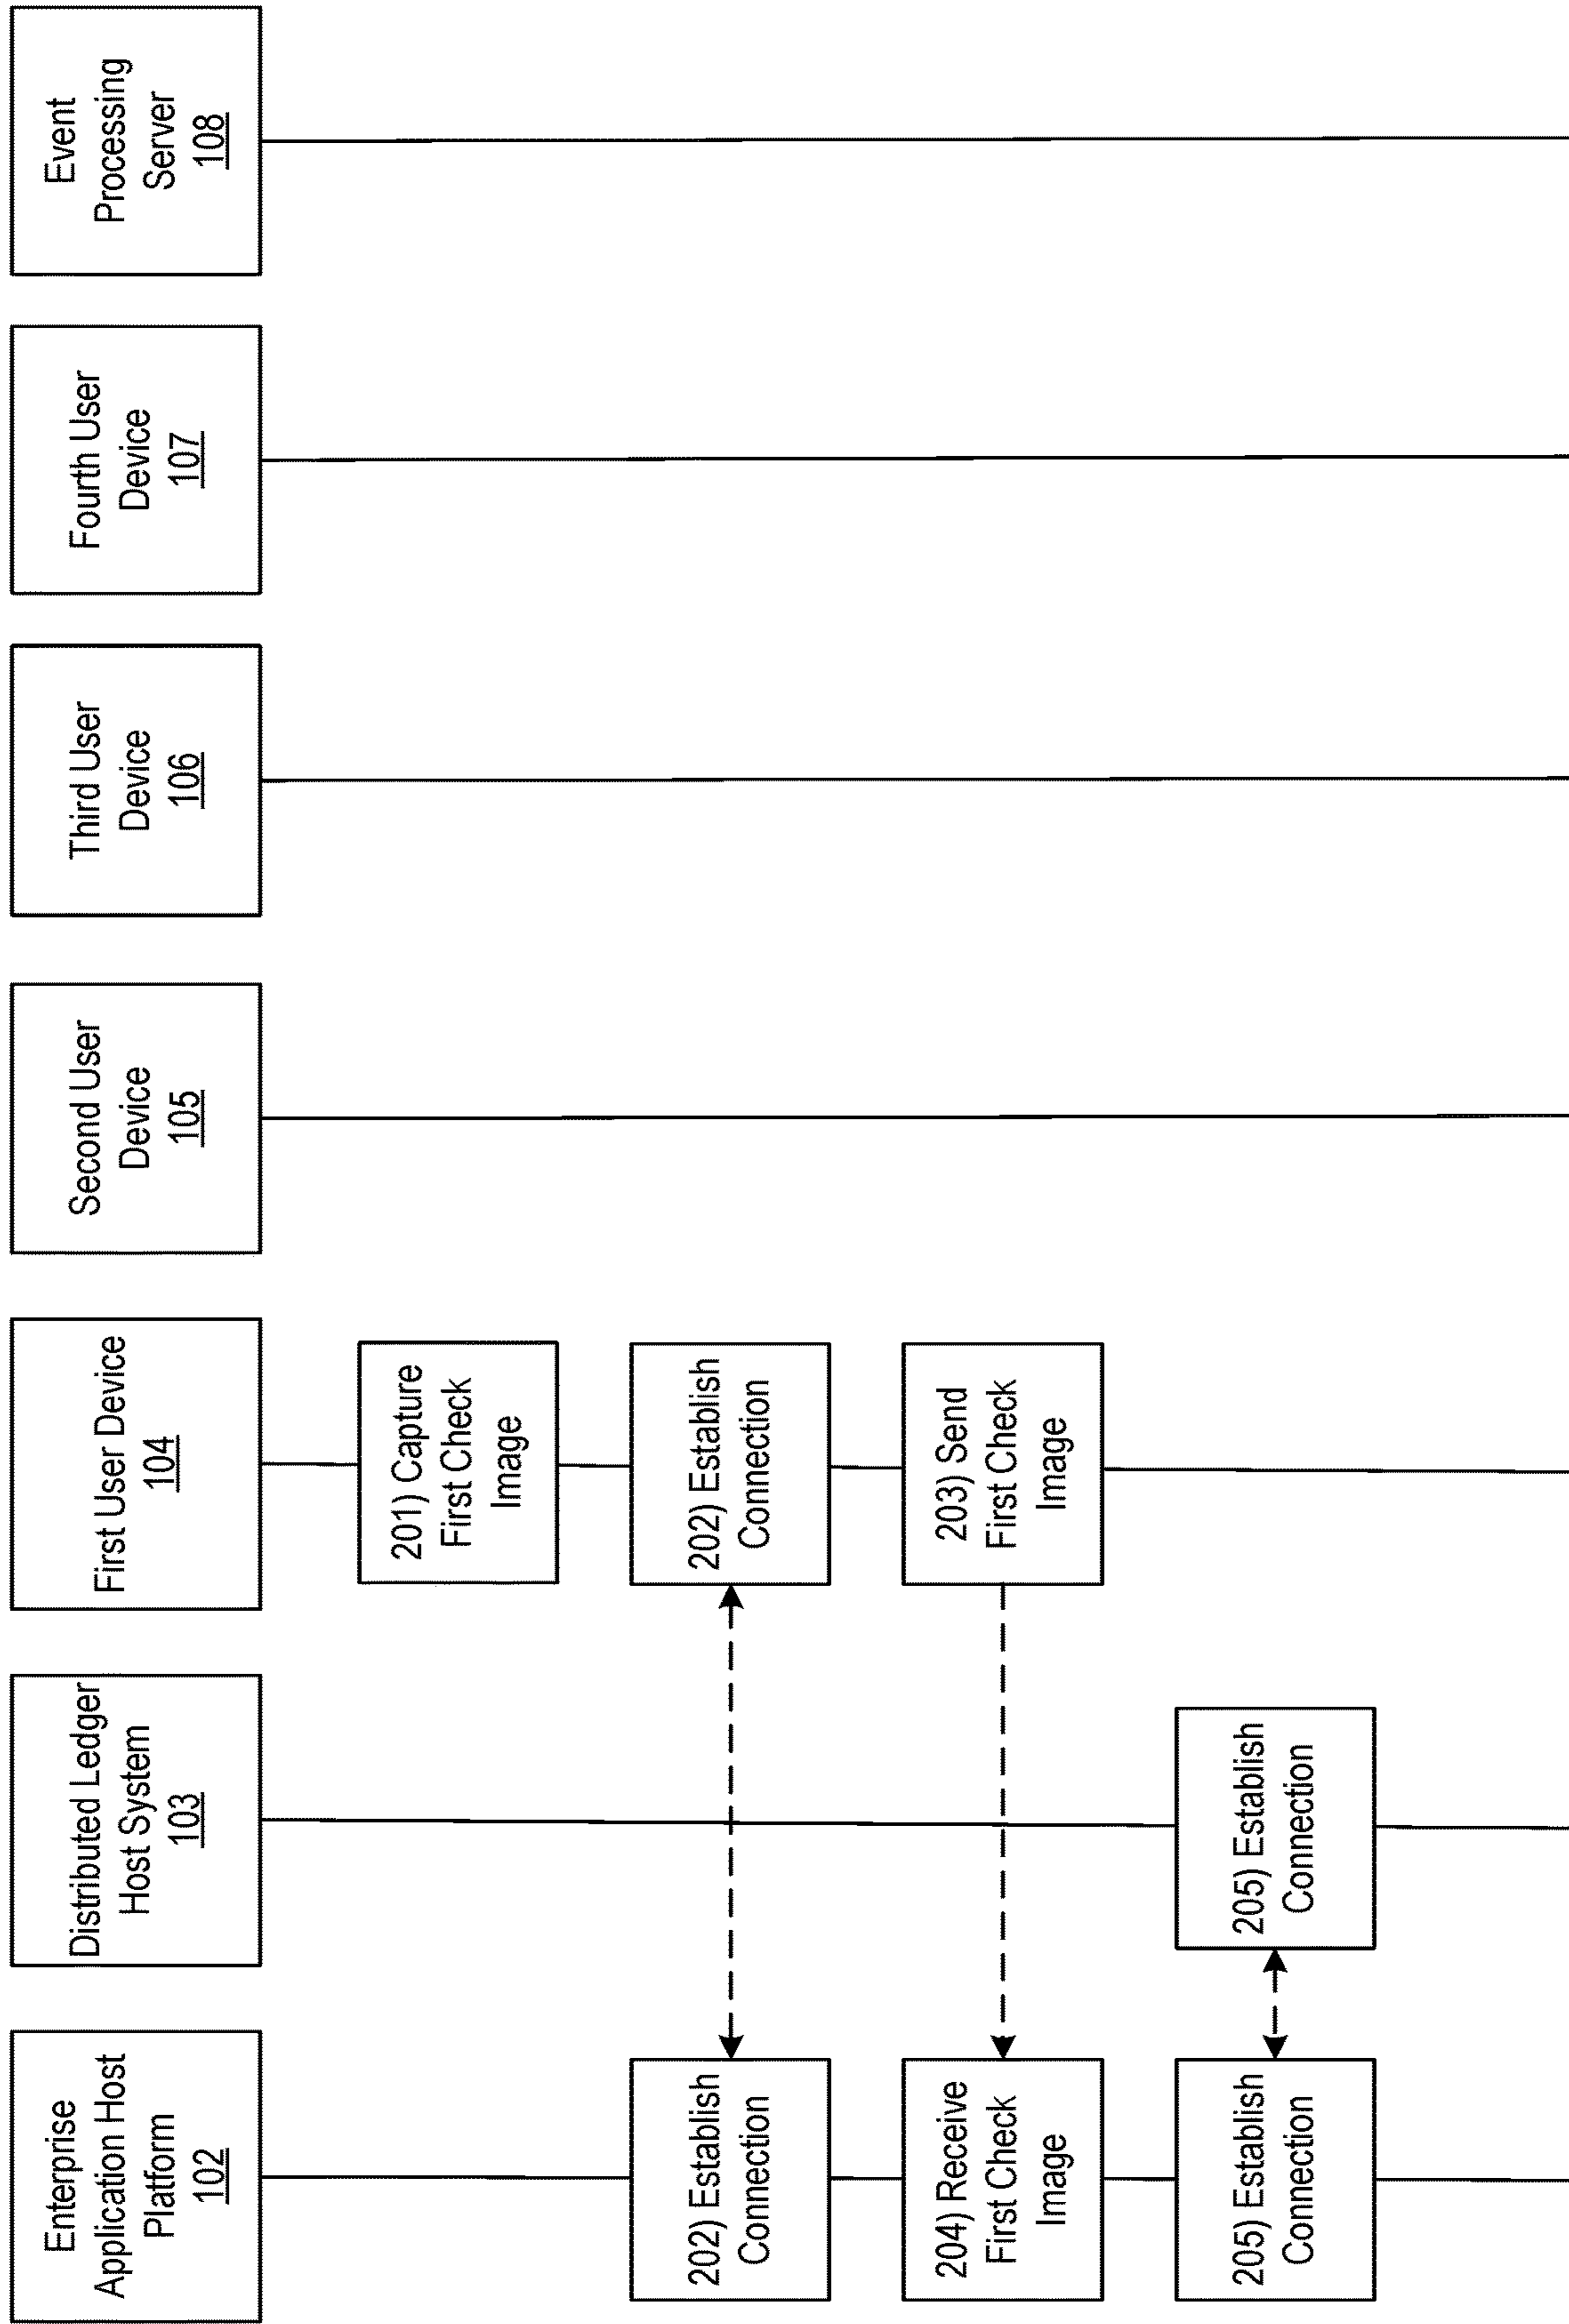 Enterprise
Application Host
Platform
102
Distributed Ledger
Host System
103
First User Device
104
Second User
Device
105
Third User
Device
106
Fourth User
Device
107
Event
Processing
Server
108
201) Capture
First Check
Image
202) Establish
Connection
202) Establish
Connection
204) Receive
First Check
Image
203) Send
First Check
Image
205) Establish
Connection
205) Establish
Connection